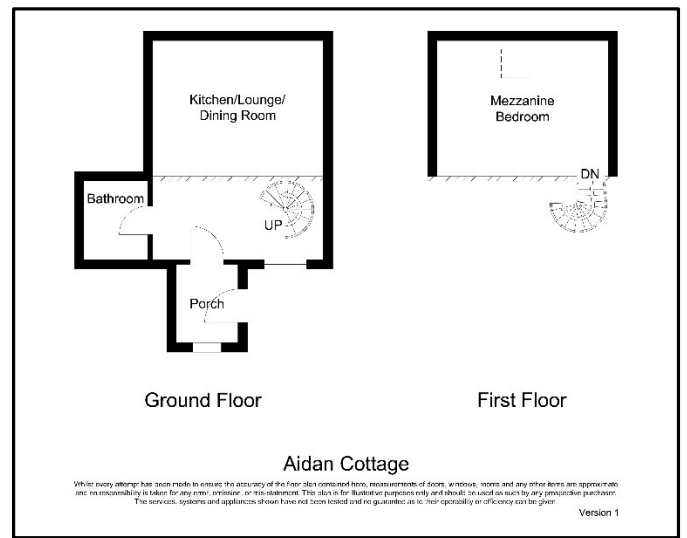 Kitchen/Lounge/
Dining Room
Mezzanine
Bedroom
DN
Bathroom
UP
Porch
Ground Floor
First Floor
Aidan Cottage
Whilst every attempt has been made to ensure the accuracy of the floor plan contained here, measurements of doors, windows, rooms and any other items are approximate
and no responsibility is taken for any error, omission, or mis-statement. This plan is for illustrative purposes only and should be used as such by any prospective purchaser.
The services, systems and appliances shown have not been tested and no guarantee as to their operability or efficiency can be given.
Version 1